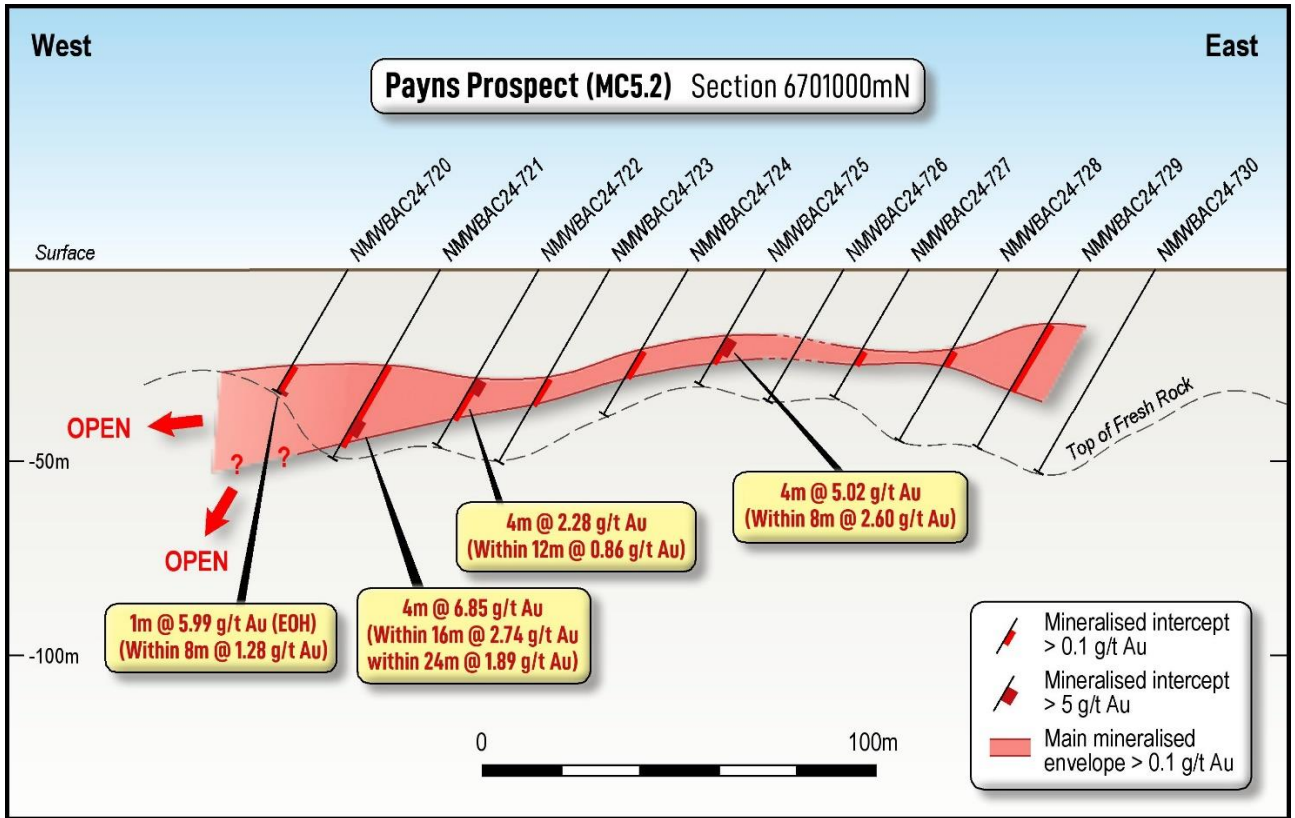 West
East
Payns Prospect (MC5.2) Section 6701000mN
NMWBAC24-720
NMWBAC24-721
NMWBAC24-722
NMWBAC24-723
NMWBAC24-724
NMWBAC24-725
NMWBAC24-726
NMWBAC24-727
NMWBAC24-728
NMWBAC24-729
NMWBAC24-730
Surface
OPEN
? ?
OPEN
-50m
Top of Fresh Rock
4m @ 5.02 g/t Au
(Within 8m @ 2.60 g/t Au)
4m @ 2.28 g/t Au
(Within 12m @ 0.86 g/t Au)
1m @ 5.99 g/t Au (EOH)
(Within 8m @ 1.28 g/t Au)
4m @ 6.85 g/t Au
(Within 16m @ 2.74 g/t Au
within 24m @ 1.89 g/t Au)
-100m
0
100m
Mineralised intercept
> 0.1 g/t Au
Mineralised intercept
> 5 g/t Au
Main mineralised
envelope > 0.1 g/t Au